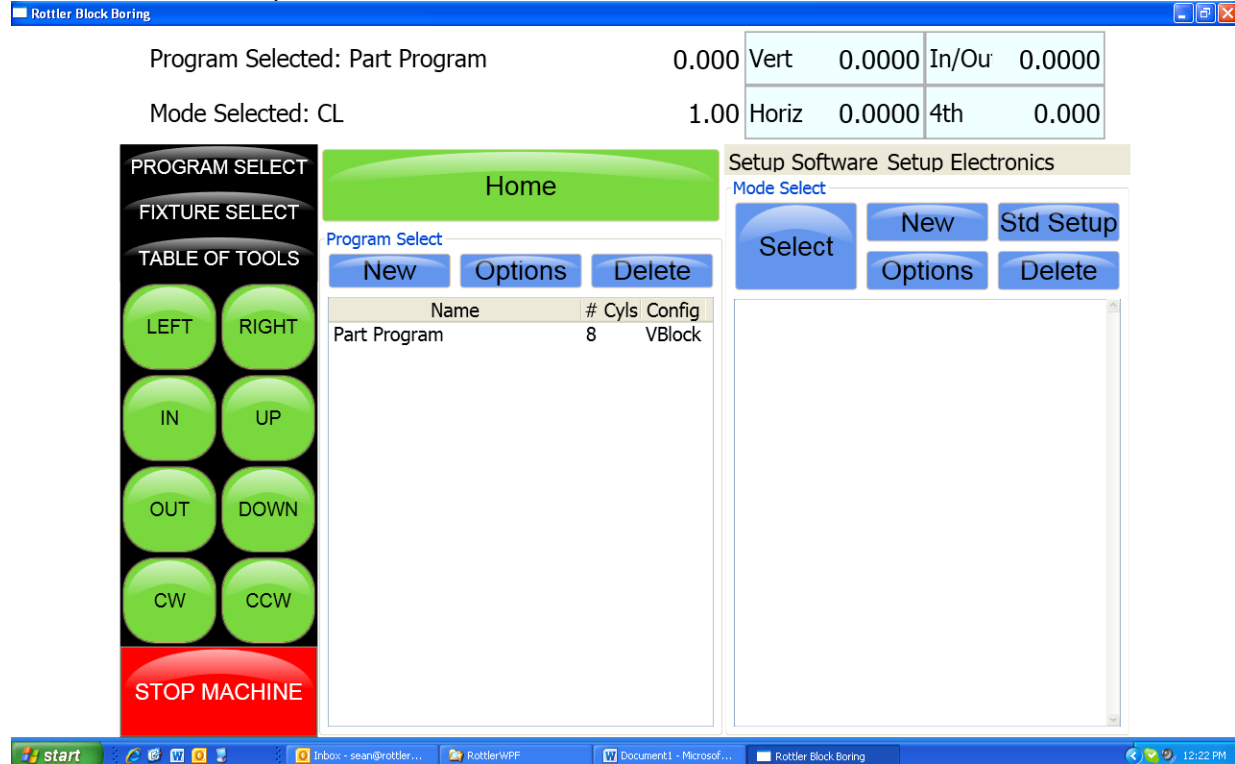 Rottler Block Boring
Program Selected: Part Program 0.000 Vert 0.0000 In/Ou 0.0000
Mode Selected: CL 1.00 Horiz 0.0000 4th 0.000
PROGRAM SELECT
FIXTURE SELECT
TABLE OF TOOLS
LEFT RIGHT
IN UP
OUT DOWN
CW CCW
STOP MACHINE
Home
Program Select
New Options Delete
Name # Cyls Config
Part Program 8 VBlock
Setup Software Setup Electronics
Mode Select
Select New Std Setup
Options Delete
start Inbox - sean@rottler... RottlerWPF Document1 - Microsof... Rottler Block Boring 12:22 PM